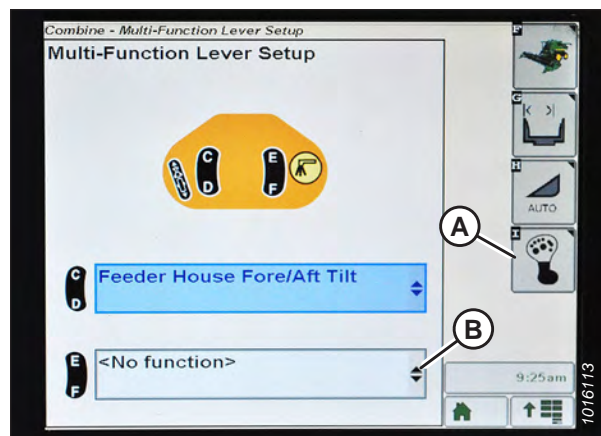 Combine - Multi-Function Lever Setup
Multi-Function Lever Setup
F
G
H
AUTO
I
A
C
D
E
F
C
D
Feeder House Fore/Aft Tilt
B
E
F
<No function>
9:25am
1016113